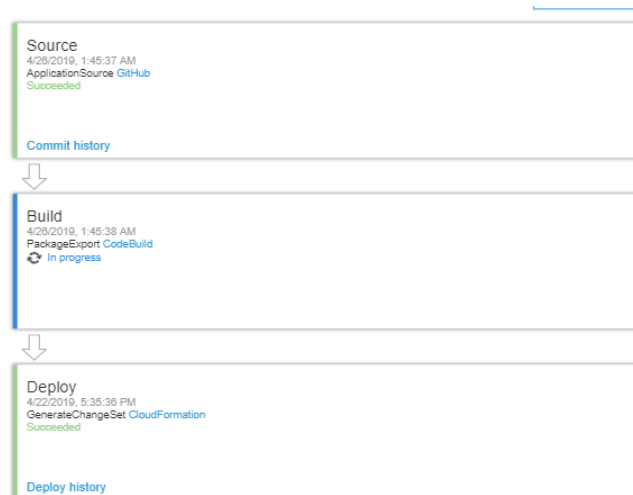 Source
4/26/2019, 1:45:37 AM
ApplicationSource GitHub
Succeeded
Commit history
Build
4/26/2019, 1:45:38 AM
PackageExport CodeBuild
In progress
Deploy
4/22/2019, 5:35:36 PM
GenerateChangeSet CloudFormation
Succeeded
Deploy history